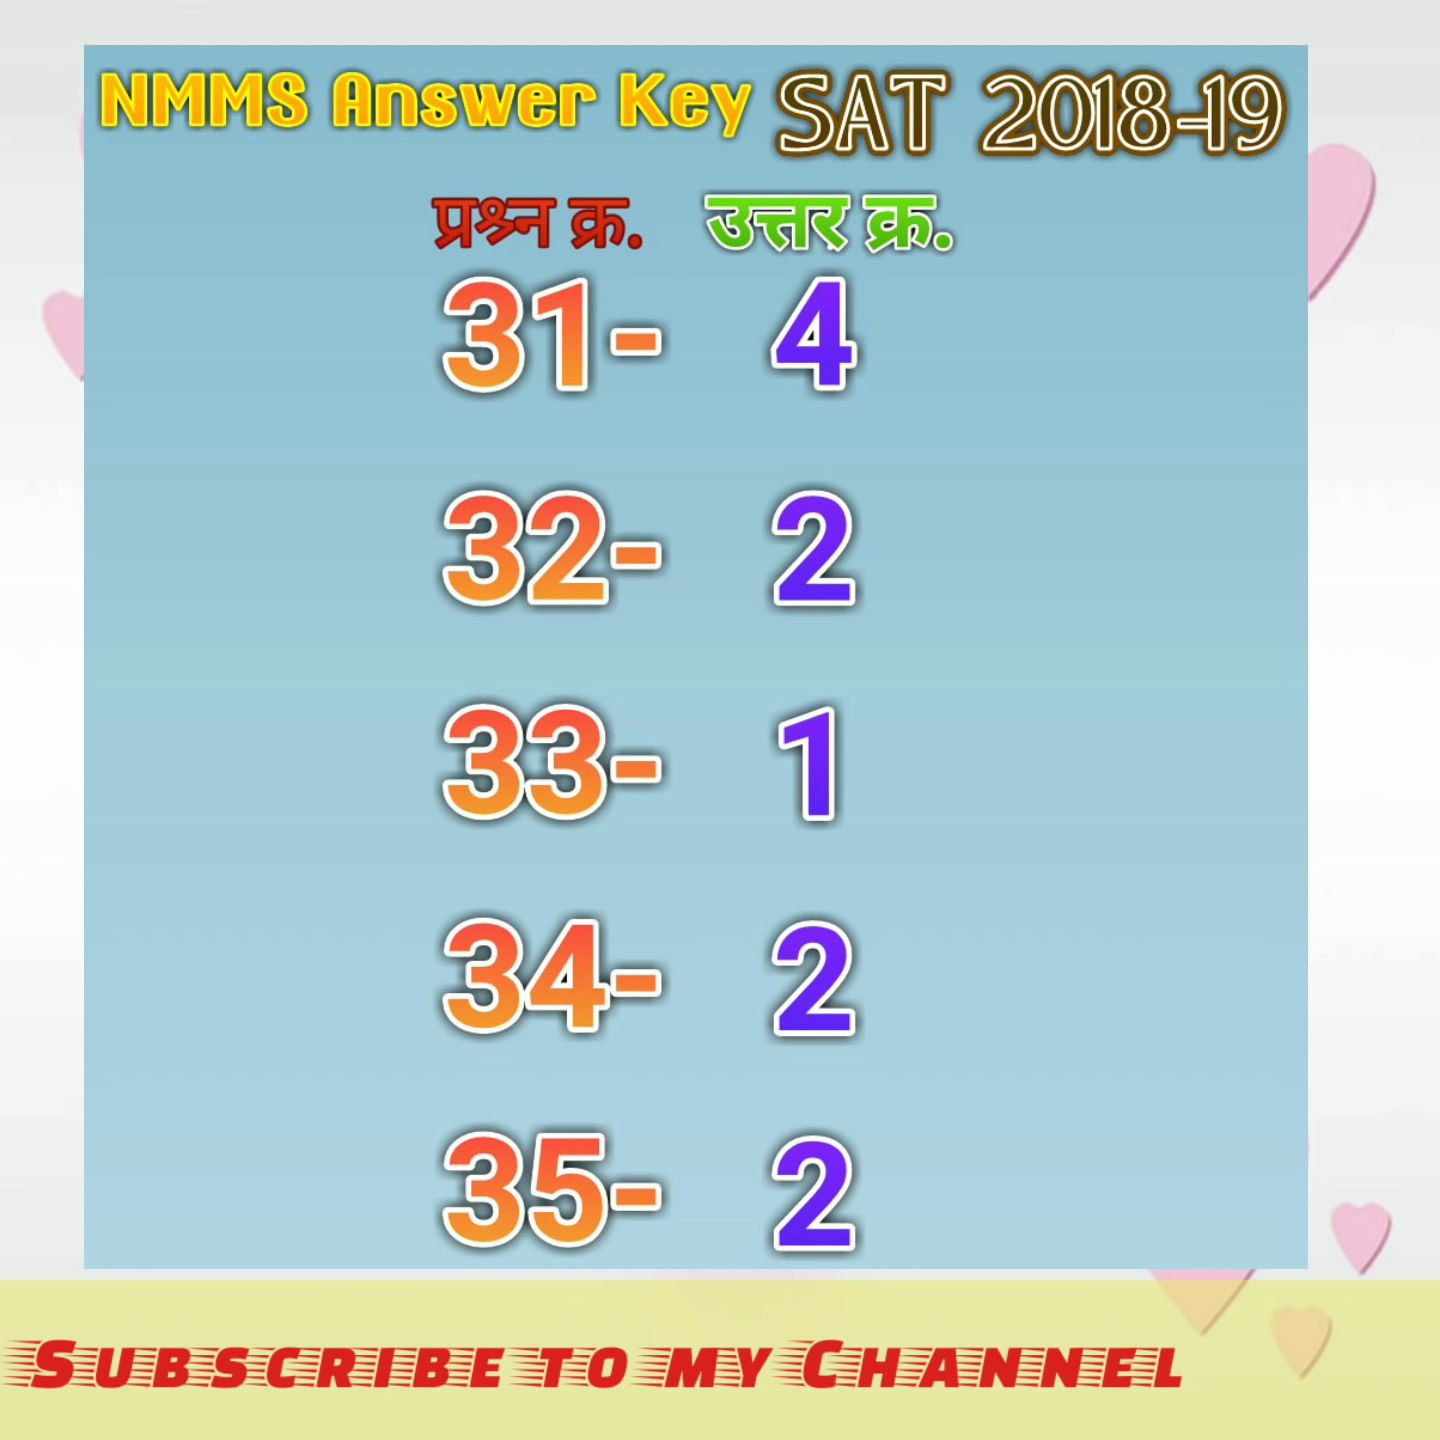 NMMS Answer Key SAT 2018-19
प्रश्न क्र. उत्तर क्र.
31- 4
32- 2
33- 1
34- 2
35- 2
Subscribe to my Channel